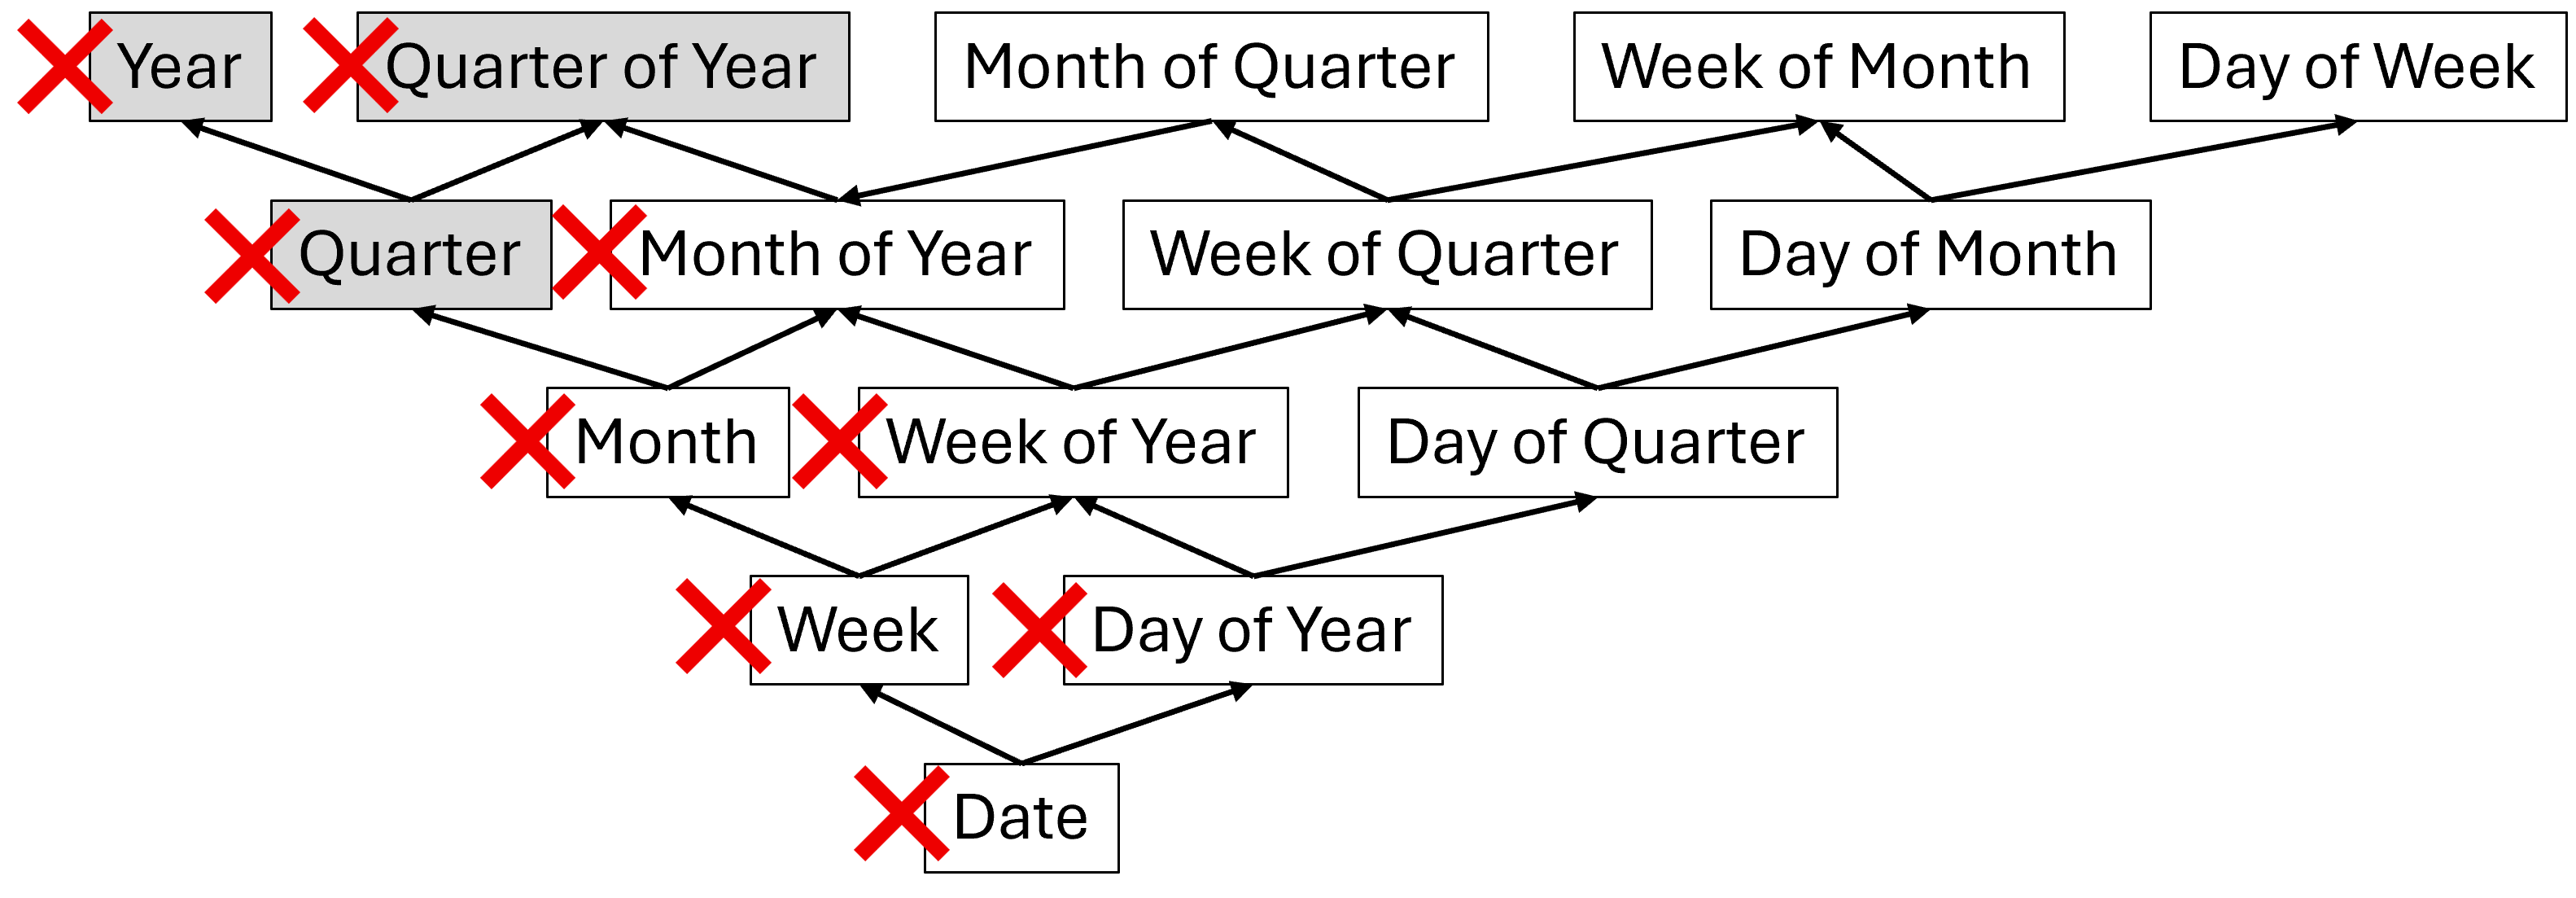 Year
Quarter of Year
Month of Quarter
Week of Month
Day of Week
Quarter
Month of Year
Week of Quarter
Day of Month
Month
Week of Year
Day of Quarter
Week
Day of Year
Date